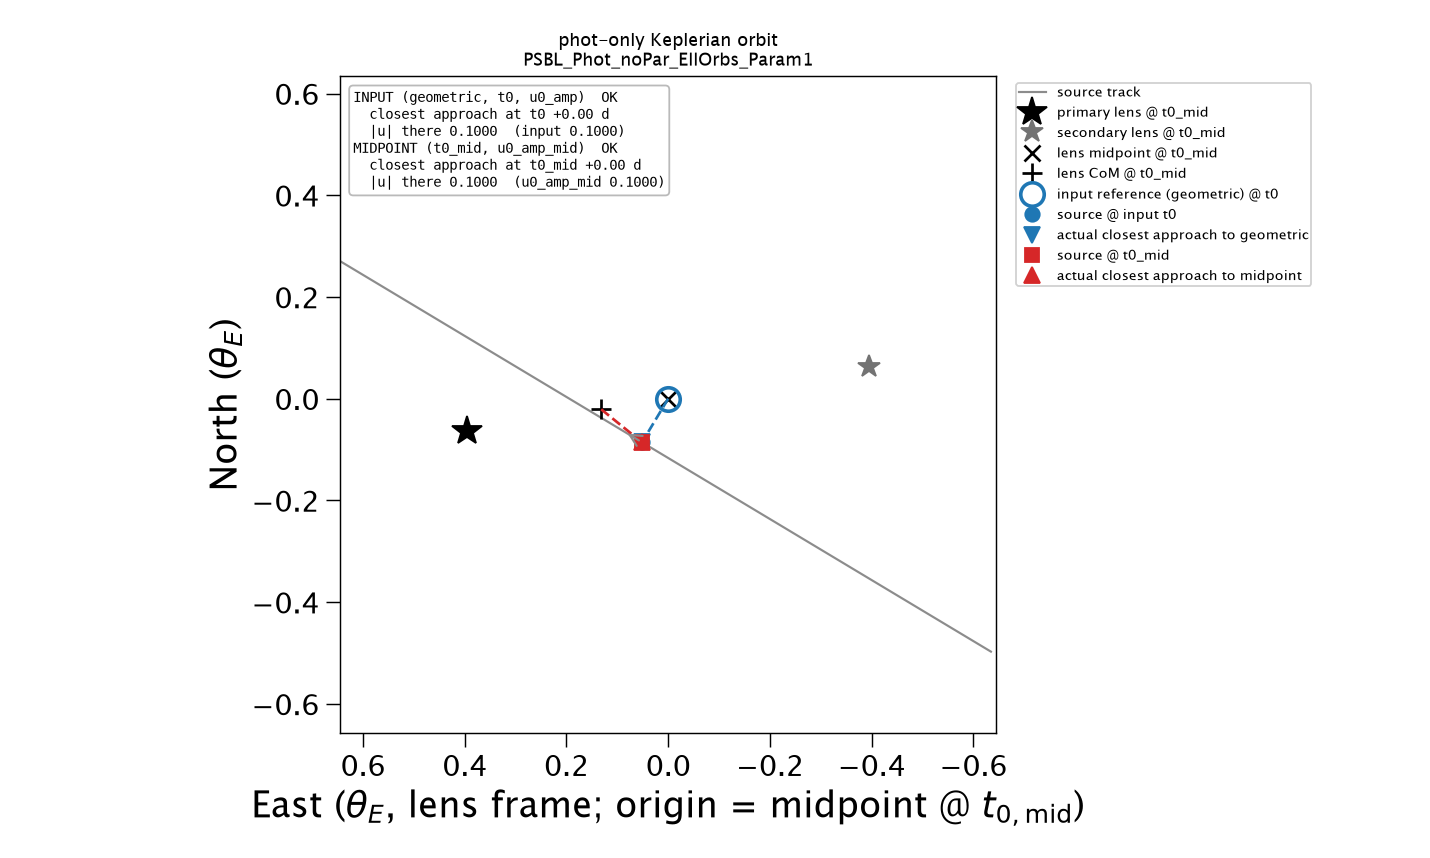 phot-only Keplerian orbit
PSBL_Phot_noPar_EllOrbs_Param1
INPUT (geometric, t0, u0_amp)  OK
closest approach at t0 +0.00 d
|u| there 0.1000  (input 0.1000)
MIDPOINT (t0_mid, u0_amp_mid)  OK
closest approach at t0_mid +0.00 d
|u| there 0.1000  (u0_amp_mid 0.1000)
source track
primary lens @ t0_mid
secondary lens @ t0_mid
lens midpoint @ t0_mid
lens CoM @ t0_mid
input reference (geometric) @ t0
source @ input t0
actual closest approach to geometric
source @ t0_mid
actual closest approach to midpoint
North (θ_E)
0.6
0.4
0.2
0.0
−0.2
−0.4
−0.6
0.6 0.4 0.2 0.0 −0.2 −0.4 −0.6
East (θ_E, lens frame; origin = midpoint @ t_{0, mid})